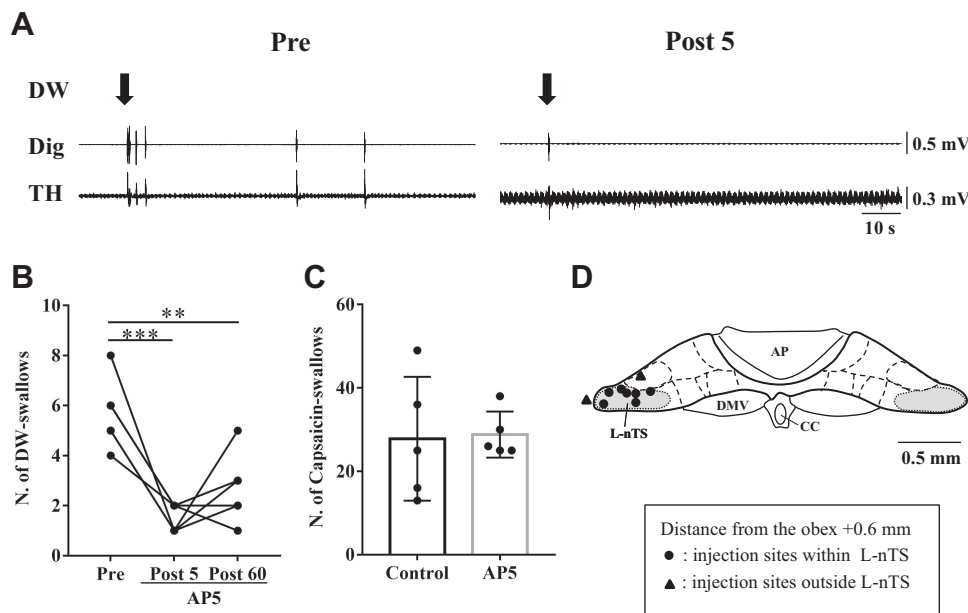 A
Pre
Post 5
DW
Dig
0.5 mV
TH
0.3 mV
10 s
B
N. of DW-swallows
10
8
6
4
2
0
**
***
Pre
Post 5
Post 60
AP5
C
N. of Capsaicin-swallows
60
40
20
0
Control
AP5
D
AP
DMV
L-nTS
CC
0.5 mm
Distance from the obex +0.6 mm
: injection sites within L-nTS
: injection sites outside L-nTS